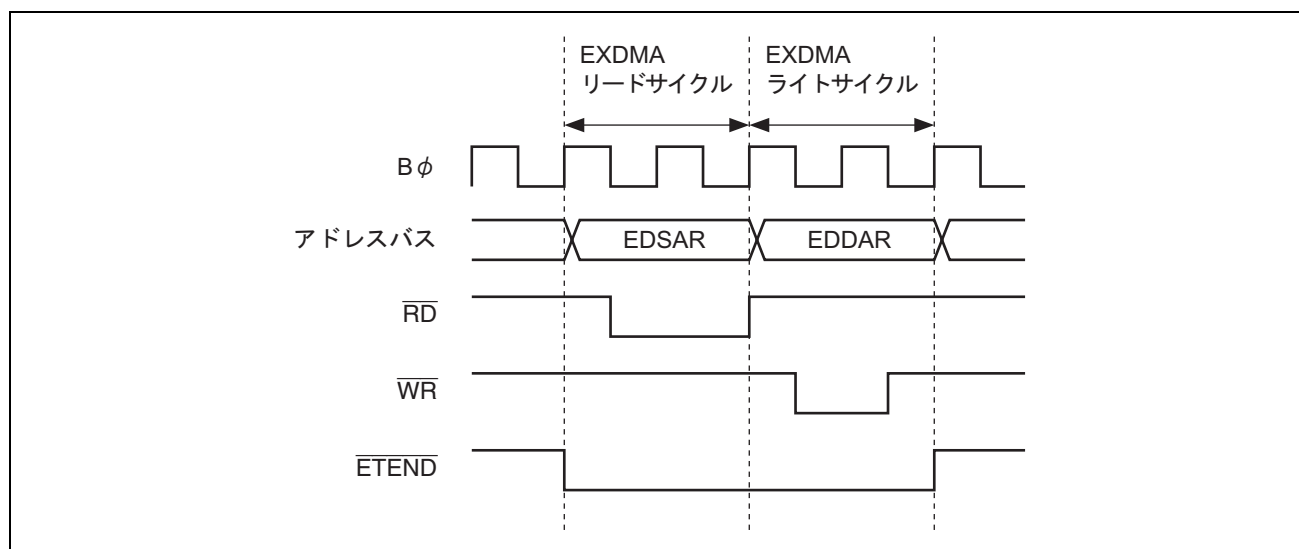 EXDMA
リードサイクル
EXDMA
ライトサイクル
Bφ
アドレスバス
EDSAR
EDDAR
RD
WR
ETEND